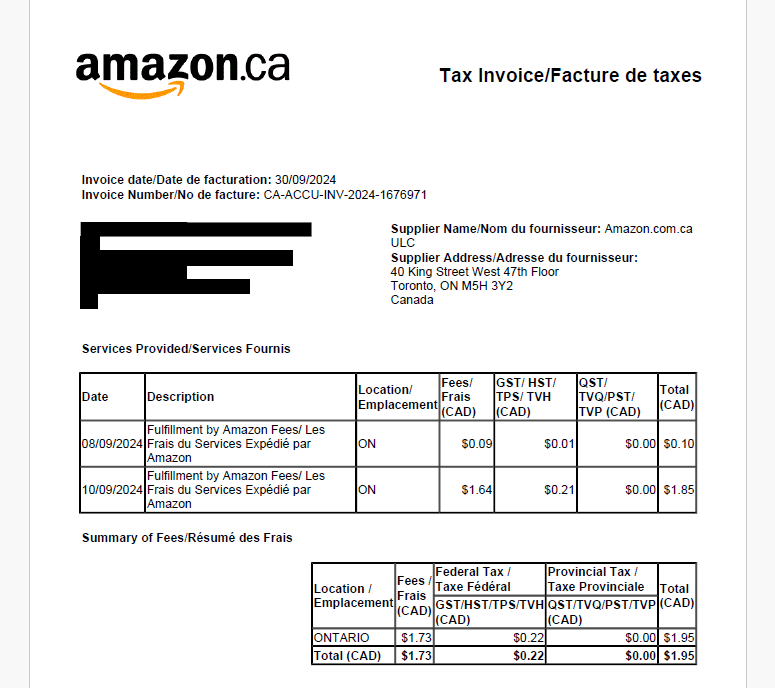 amazon.ca
Tax Invoice/Facture de taxes
Invoice date/Date de facturation: 30/09/2024
Invoice Number/No de facture: CA-ACCU-INV-2024-1676971
Supplier Name/Nom du fournisseur: Amazon.com.ca
ULC
Supplier Address/Adresse du fournisseur:
40 King Street West 47th Floor
Toronto, ON M5H 3Y2
Canada
Services Provided/Services Fournis
Date Description Location/ Emplacement Fees/ Frais (CAD) GST/ HST/ TPS/ TVH (CAD) QST/ TVQ/PST/ TVP (CAD) Total (CAD)
08/09/2024 Fulfillment by Amazon Fees/ Les Frais du Services Expédié par Amazon ON $0.09 $0.01 $0.00 $0.10
10/09/2024 Fulfillment by Amazon Fees/ Les Frais du Services Expédié par Amazon ON $1.64 $0.21 $0.00 $1.85
Summary of Fees/Résumé des Frais
Location / Emplacement Fees / Frais (CAD) Federal Tax / Taxe Fédéral Provincial Tax / Taxe Provinciale Total (CAD)
GST/HST/TPS/TVH (CAD) QST/TVQ/PST/TVP (CAD)
ONTARIO $1.73 $0.22 $0.00 $1.95
Total (CAD) $1.73 $0.22 $0.00 $1.95